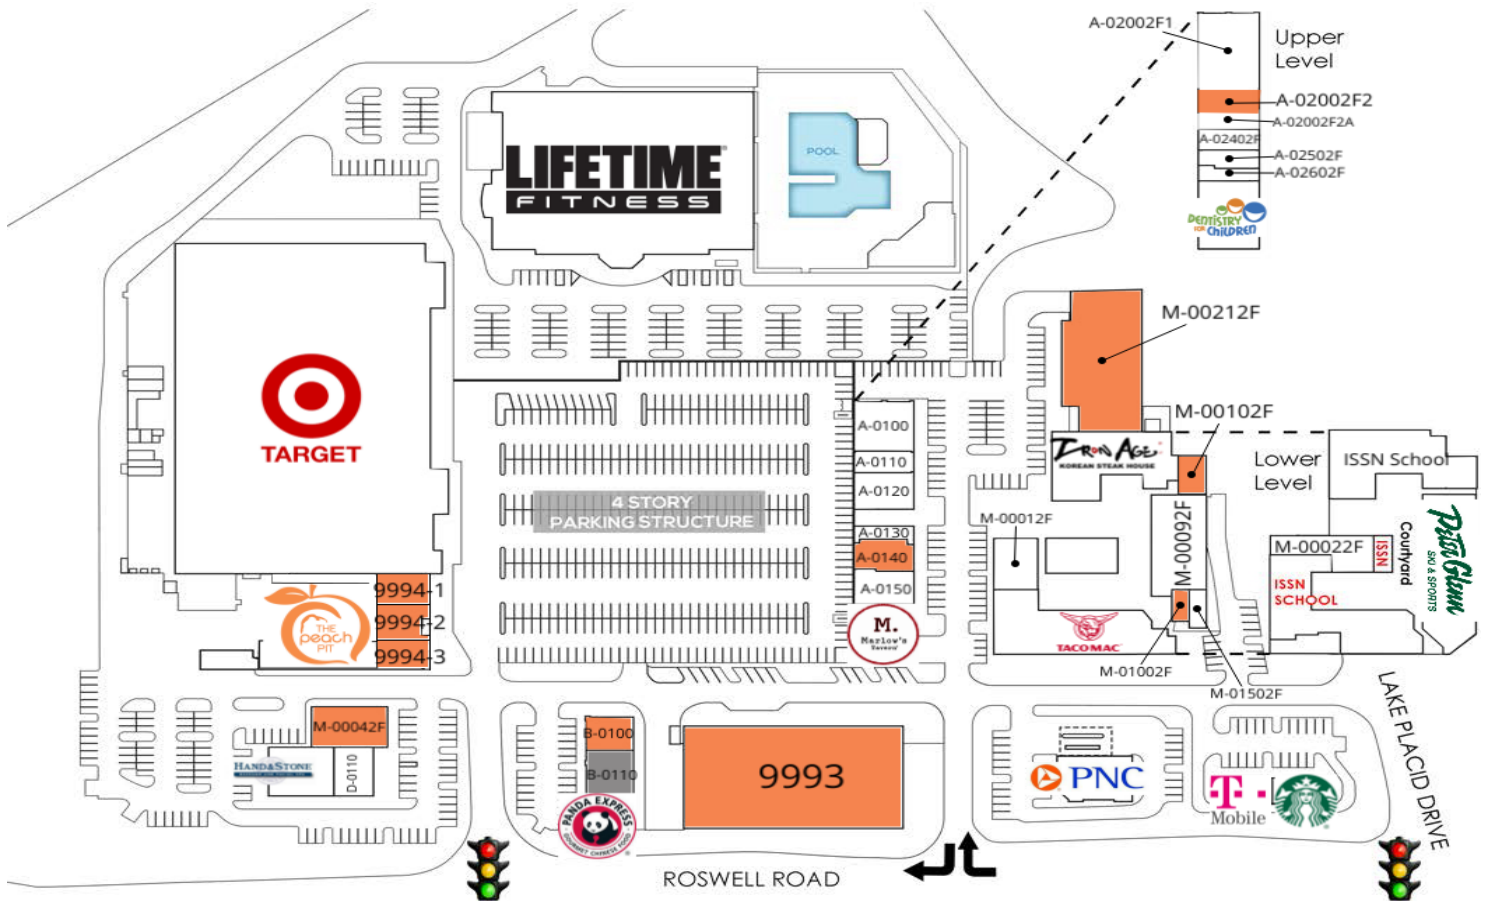 A-02002F1
Upper
Level
A-02002F2
A-02002F2A
A-02402F
A-02502F
A-02602F
DENTISTRY
FOR CHILDREN
LIFETIME
FITNESS
POOL
M-00212F
TARGET
A-0100
A-0110
A-0120
A-0130
A-0140
A-0150
4 STORY
PARKING STRUCTURE
M-00102F
IRON AGE
KOREAN STEAK HOUSE
Lower
Level
ISSN School
M-00012F
M-00092F
M-00022F
ISSN
ISSN
SCHOOL
Courtyard
Peter Glenn
SKI & SPORTS
9994-1
9994-2
9994-3
THE
peach
PIT
M.
Marlow's
Tavern
TACO MAC
M-01002F
M-01502F
M-00042F
HAND & STONE
D-0110
B-0100
B-0110
PANDA EXPRESS
GOURMET CHINESE FOOD
9993
PNC
T
Mobile
LAKE PLACID DRIVE
ROSWELL ROAD